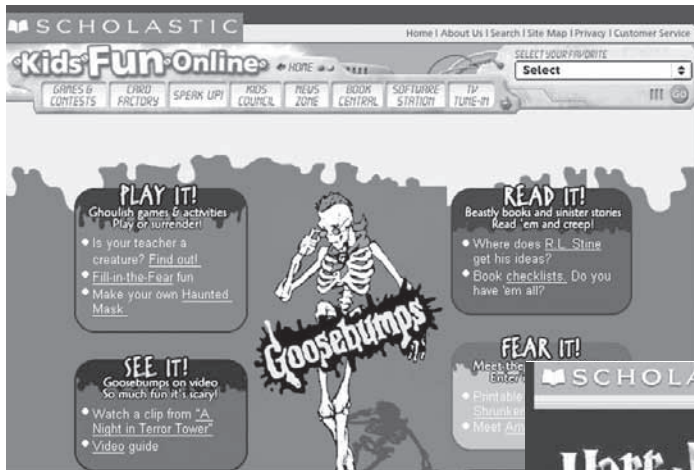 SCHOLASTIC
Home | About Us | Search | Site Map | Privacy | Customer Service
Kids Fun Online
HOME
SELECT YOUR FAVORITE
Select
GO
GAMES & CONTESTS
CARD FACTORY
SPEAK UP!
KIDS COUNCIL
NEWS ZONE
BOOK CENTRAL
SOFTWARE STATION
TV TUNE-IN
PLAY IT!
Ghoulish games & activities
Play or surrender!
Is your teacher a
creature? Find out!
Fill-in-the-Fear fun
Make your own Haunted
Mask
READ IT!
Beastly books and sinister stories
Read 'em and creep!
Where does R.L. Stine
get his ideas?
Book checklists. Do you
have 'em all?
Goosebumps
SEE IT!
Goosebumps on video
So much fun it's scary!
Watch a clip from "A
Night in Terror Tower"
Video guide
FEAR IT!
Meet the
Enter
Printable
Shrunken
Meet Am
SCHOLA
Harr